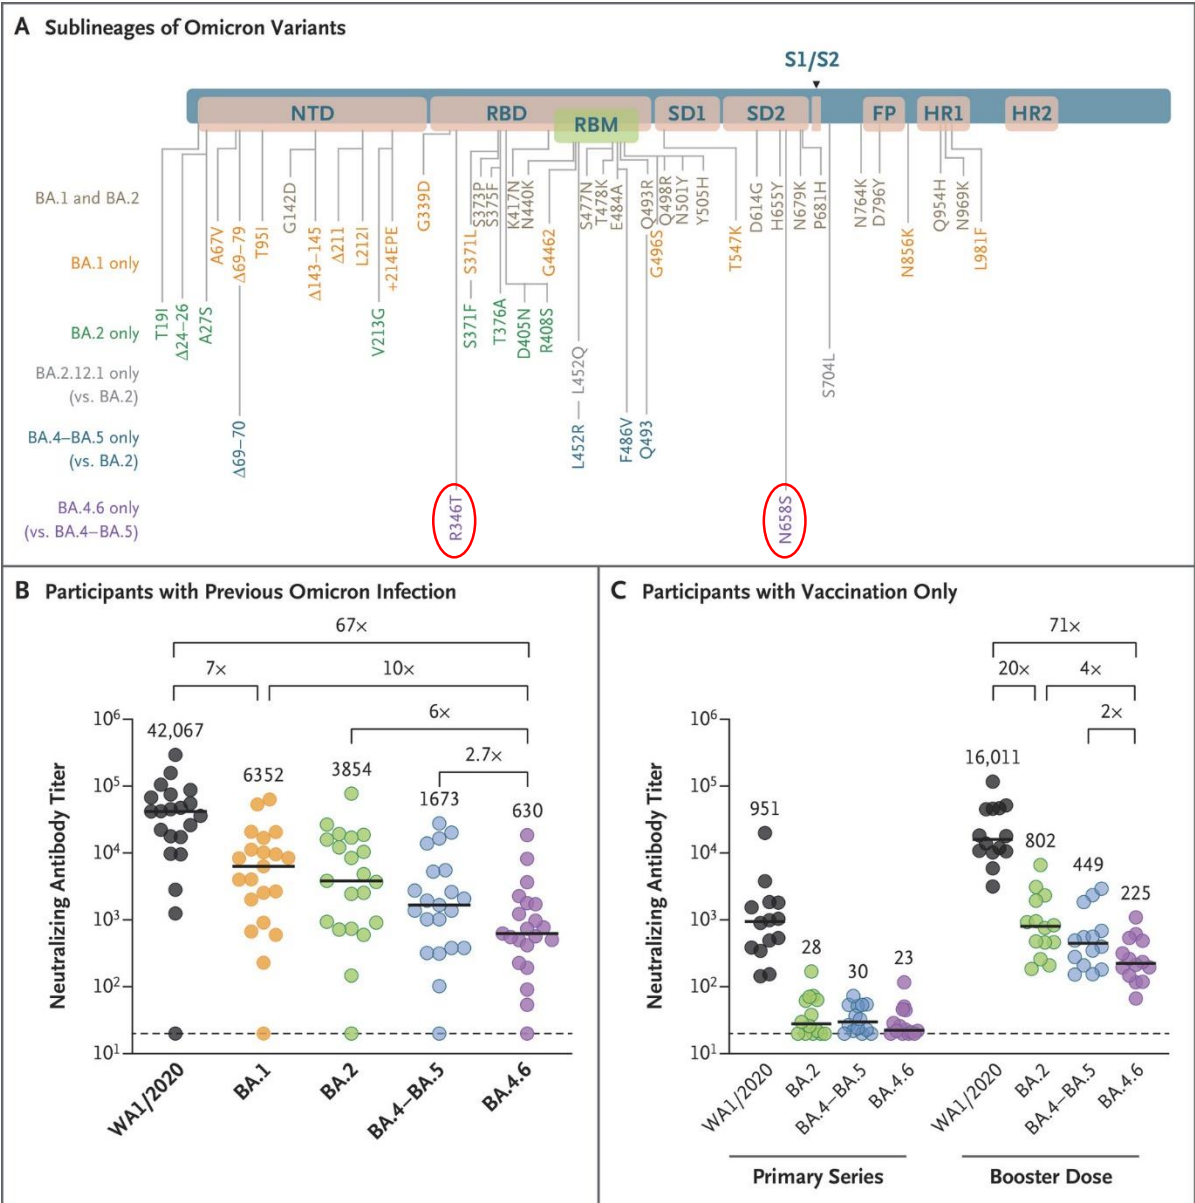 A Sublineages of Omicron Variants
S1/S2
NTD RBD RBM SD1 SD2 FP HR1 HR2
BA.1 and BA.2
G142D S373P S375F K417N N440K S477N T478K E484A Q493R Q498R N501Y Y505H D614G H655Y N679K P681H N764K D796Y Q954H N969K
BA.1 only
A67V Δ69–79 T95I Δ143–145 Δ211 L212I +214EPE G339D S371L G4462 G496S T547K N856K L981F
BA.2 only
T19I Δ24–26 A27S V213G S371F T376A D405N R408S
BA.2.12.1 only
(vs. BA.2)
L452Q S704L
BA.4–BA.5 only
(vs. BA.2)
Δ69–70 L452R F486V Q493
BA.4.6 only
(vs. BA.4–BA.5)
R346T N658S
B Participants with Previous Omicron Infection
67×
7× 10×
6×
2.7×
42,067 6352 3854 1673 630
Neutralizing Antibody Titer
10⁶
10⁵
10⁴
10³
10²
10¹
WA1/2020 BA.1 BA.2 BA.4–BA.5 BA.4.6
C Participants with Vaccination Only
71×
20× 4×
2×
951 28 30 23 16,011 802 449 225
Neutralizing Antibody Titer
10⁶
10⁵
10⁴
10³
10²
10¹
WA1/2020 BA.2 BA.4–BA.5 BA.4.6 WA1/2020 BA.2 BA.4–BA.5 BA.4.6
Primary Series Booster Dose